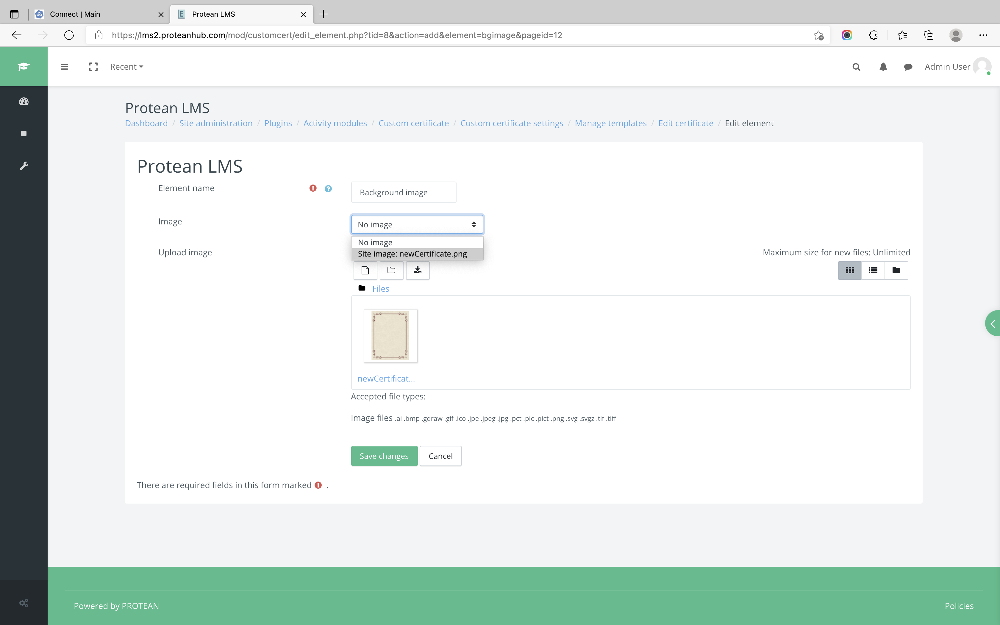 Connect | Main
Protean LMS
https://lms2.proteanhub.com/mod/customcert/edit_element.php?tid=8&action=add&element=bgimage&pageid=12
Recent
Admin User
Protean LMS
Dashboard / Site administration / Plugins / Activity modules / Custom certificate / Custom certificate settings / Manage templates / Edit certificate / Edit element
Protean LMS
Element name
Background image
Image
No image
No image
Site image: newCertificate.png
Upload image
Maximum size for new files: Unlimited
Files
newCertificat...
Accepted file types:
Image files .ai .bmp .gdraw .gif .ico .jpe .jpeg .jpg .pct .pic .pict .png .svg .svgz .tif .tiff
Save changes
Cancel
There are required fields in this form marked .
Powered by PROTEAN
Policies